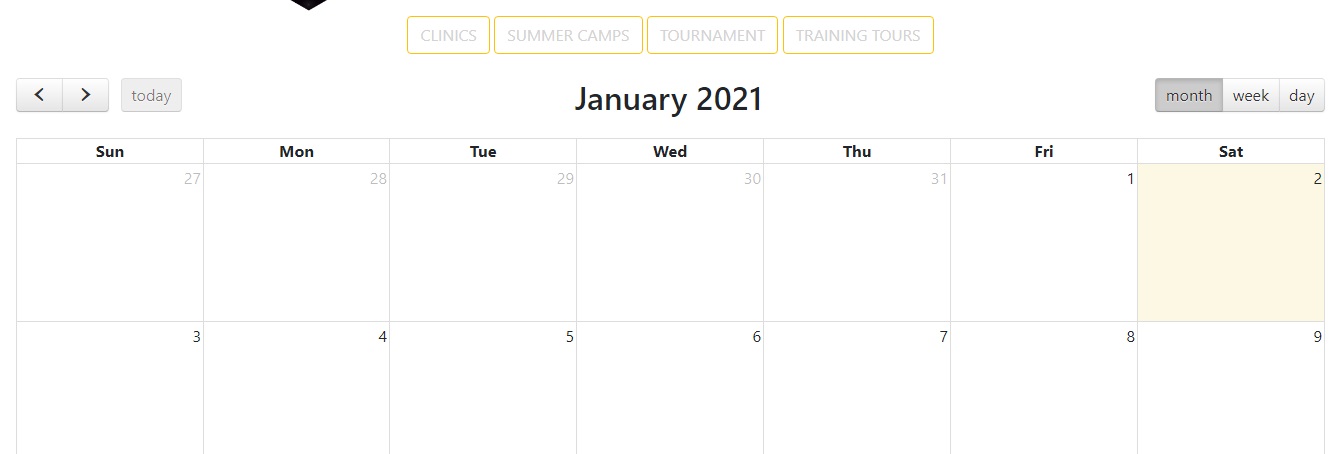 CLINICS SUMMER CAMPS TOURNAMENT TRAINING TOURS
today January 2021 month week day
Sun Mon Tue Wed Thu Fri Sat
27 28 29 30 31 1 2
3 4 5 6 7 8 9